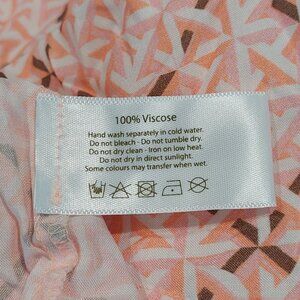 100% Viscose
Hand wash separately in cold water.
Do not bleach - Do not tumble dry.
Do not dry clean - Iron on low heat.
Do not dry in direct sunlight.
Some colours may transfer when wet.